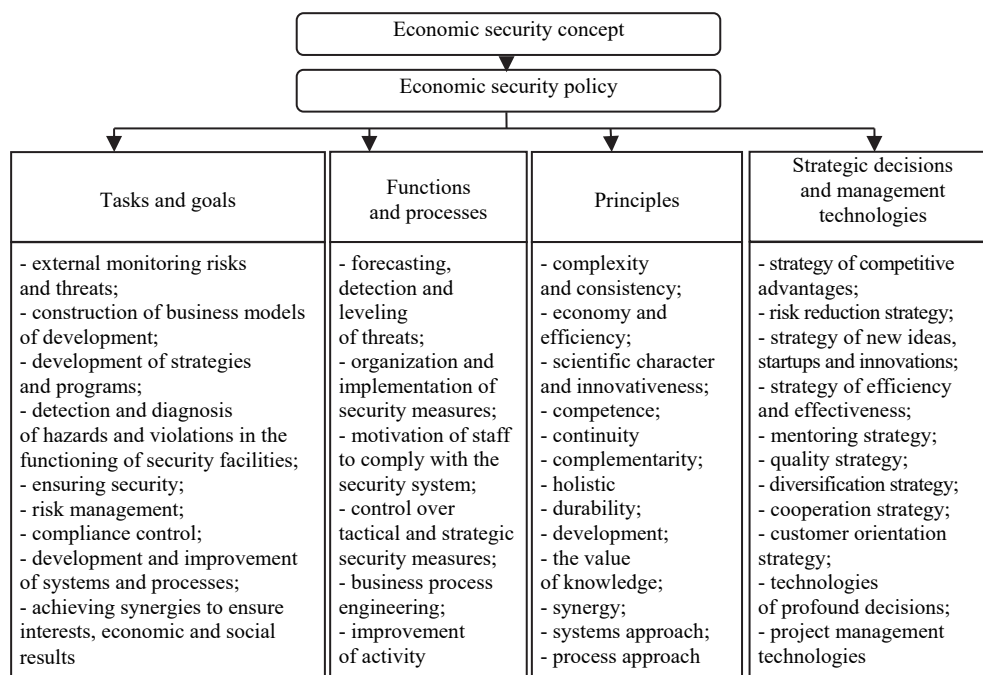 Economic security concept
Economic security policy
Tasks and goals
- external monitoring risks
and threats;
- construction of business models
of development;
- development of strategies
and programs;
- detection and diagnosis
of hazards and violations in the
functioning of security facilities;
- ensuring security;
- risk management;
- compliance control;
- development and improvement
of systems and processes;
- achieving synergies to ensure
interests, economic and social
results
Functions
and processes
- forecasting,
detection and
leveling
of threats;
- organization and
implementation of
security measures;
- motivation of staff
to comply with the
security system;
- control over
tactical and strategic
security measures;
- business process
engineering;
- improvement
of activity
Principles
- complexity
and consistency;
- economy and
efficiency;
- scientific character
and innovativeness;
- competence;
- continuity
complementarity;
- holistic
durability;
- development;
- the value
of knowledge;
- synergy;
- systems approach;
- process approach
Strategic decisions
and management
technologies
- strategy of competitive
advantages;
- risk reduction strategy;
- strategy of new ideas,
startups and innovations;
- strategy of efficiency
and effectiveness;
- mentoring strategy;
- quality strategy;
- diversification strategy;
- cooperation strategy;
- customer orientation
strategy;
- technologies
of profound decisions;
- project management
technologies